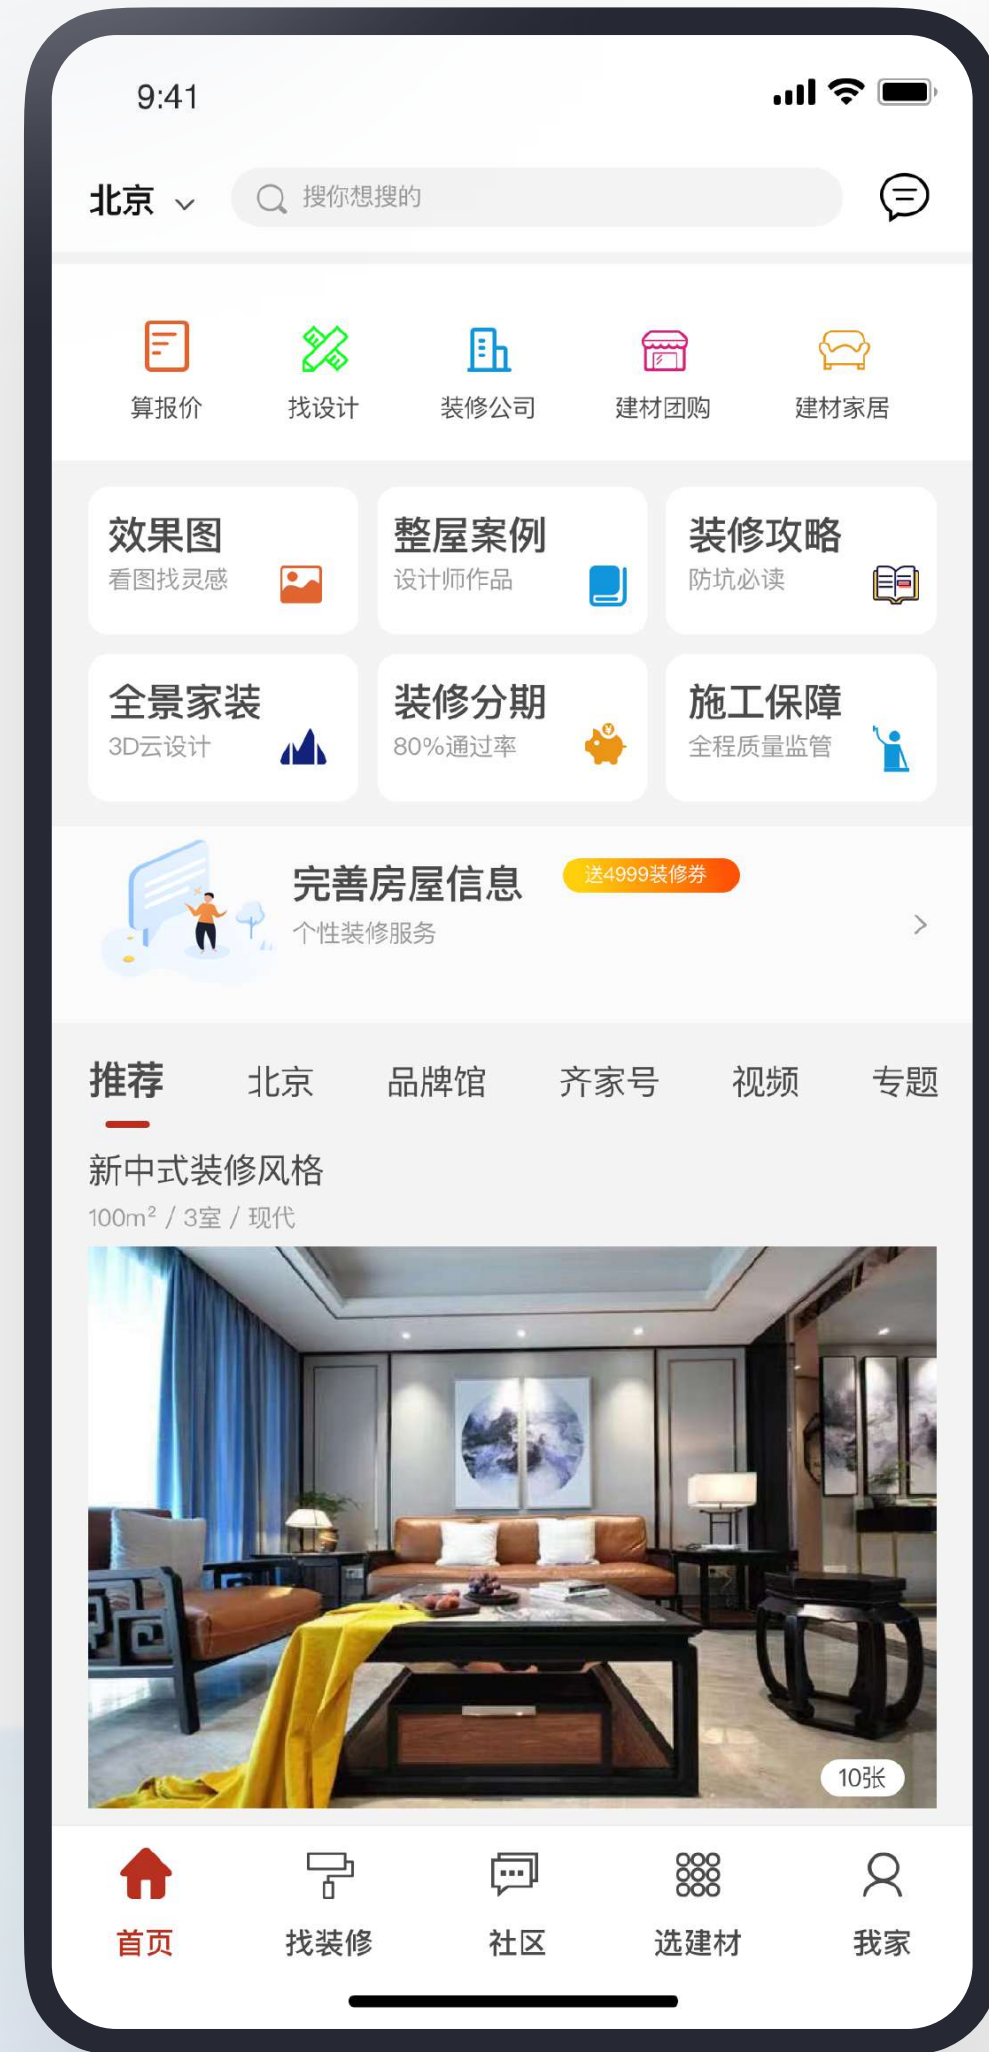 9:41
北京
搜你想搜的
算报价 找设计 装修公司 建材团购 建材家居
效果图 整屋案例 装修攻略
看图找灵感 设计师作品 防坑必读
全景家装 装修分期 施工保障
3D云设计 80%通过率 全程质量监管
完善房屋信息 送4999装修券
个性装修服务
推荐 北京 品牌馆 齐家号 视频 专题
新中式装修风格
100m² / 3室 / 现代
10张
首页 找装修 社区 选建材 我家